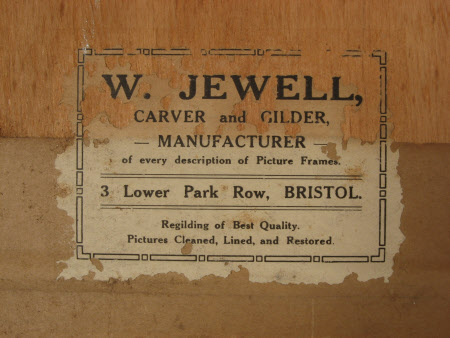 W. JEWELL,
CARVER and GILDER,
— MANUFACTURER —
of every description of Picture Frames.
3 Lower Park Row, BRISTOL.
Regilding of Best Quality.
Pictures Cleaned, Lined, and Restored.